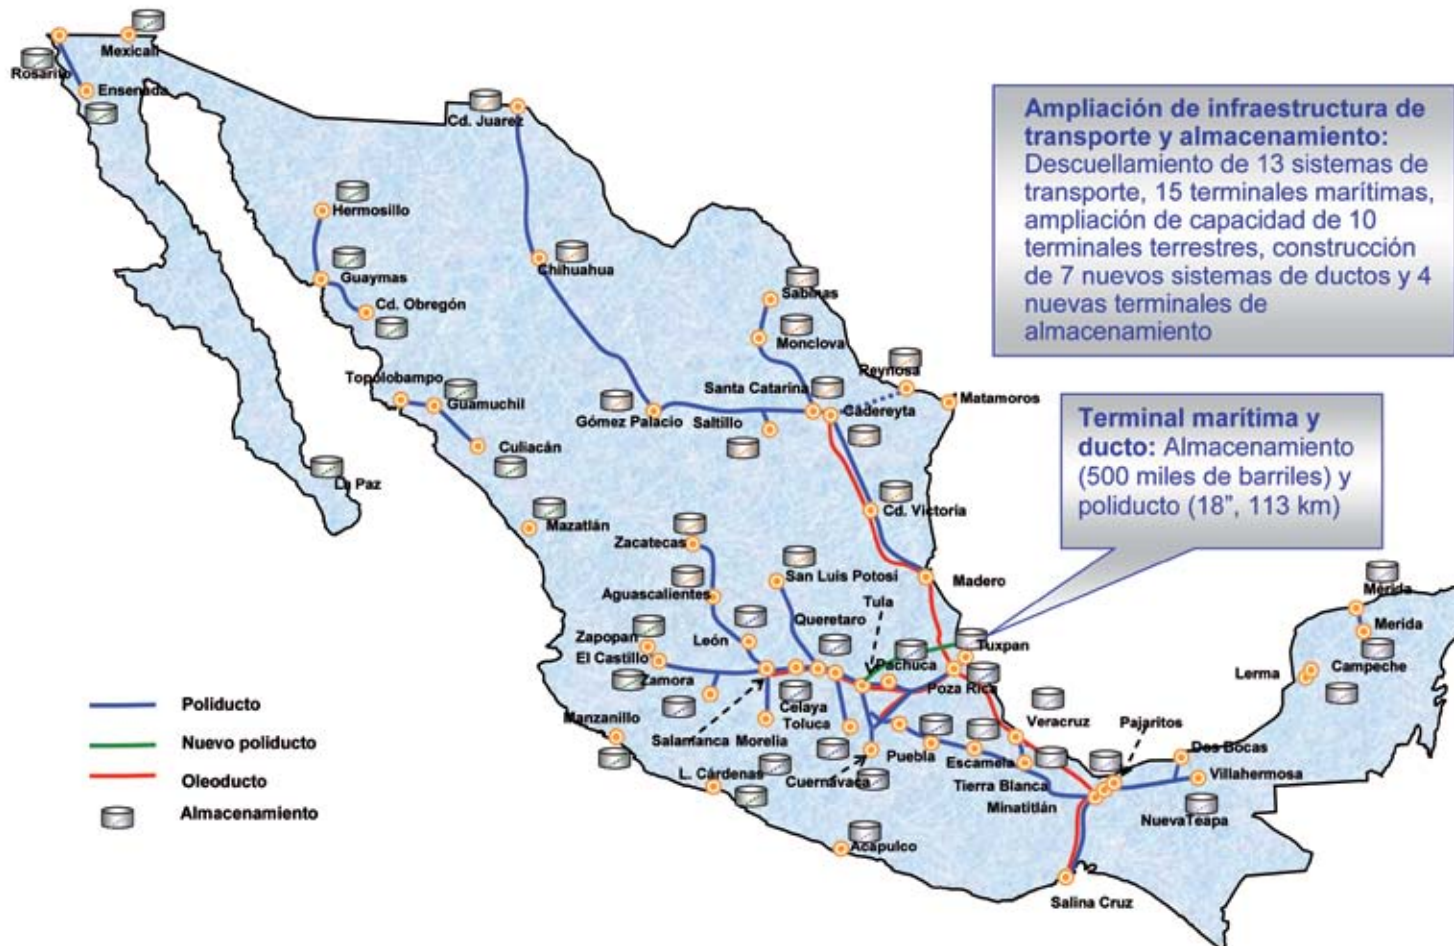 Mexicali
Rosarito
Ensenada
Cd. Juarez
Ampliación de infraestructura de
transporte y almacenamiento:
Descuellamiento de 13 sistemas de
transporte, 15 terminales marítimas,
ampliación de capacidad de 10
terminales terrestres, construcción
de 7 nuevos sistemas de ductos y 4
nuevas terminales de
almacenamiento
Hermosillo
Guaymas
Chihuahua
Cd. Obregón
Sabinas
Monclova
Reynosa
Topolobampo
Santa Catarina
Matamoros
Guamuchil
Cadereyta
Gómez Palacio
Saltillo
Culiacán
Terminal marítima y
ducto: Almacenamiento
(500 miles de barriles) y
poliducto (18”, 113 km)
La Paz
Cd. Victoria
Mazatlán
Zacatecas
San Luis Potosí
Madero
Aguascalientes
Tula
Mérida
Queretaro
Zapopan
León
Merida
El Castillo
Pachuca
Tuxpan
Campeche
Lerma
Zamora
Poza Rica
Celaya
Poliducto
Manzanillo
Toluca
Veracruz
Pajaritos
Nuevo poliducto
Salamanca
Morelia
Puebla
Escamela
Dos Bocas
Oleoducto
L. Cárdenas
Cuernavaca
Tierra Blanca
Villahermosa
Almacenamiento
Minatitlán
NuevaTeapa
Acapulco
Salina Cruz